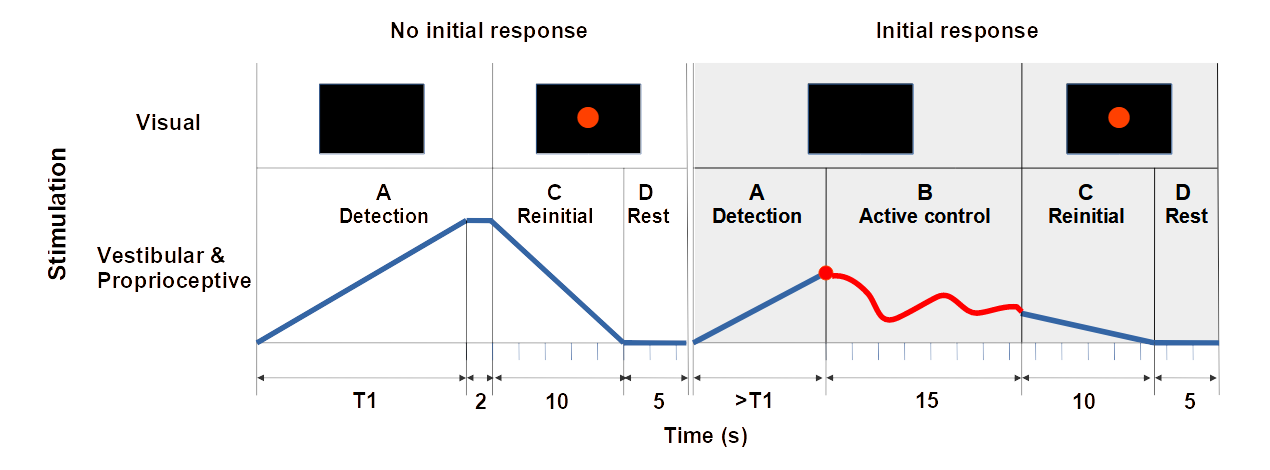 No initial response
Initial response
Stimulation
Visual
Vestibular &
Proprioceptive
A
Detection
C
Reinitial
D
Rest
A
Detection
B
Active control
C
Reinitial
D
Rest
T1
2
10
5
>T1
15
10
5
Time (s)